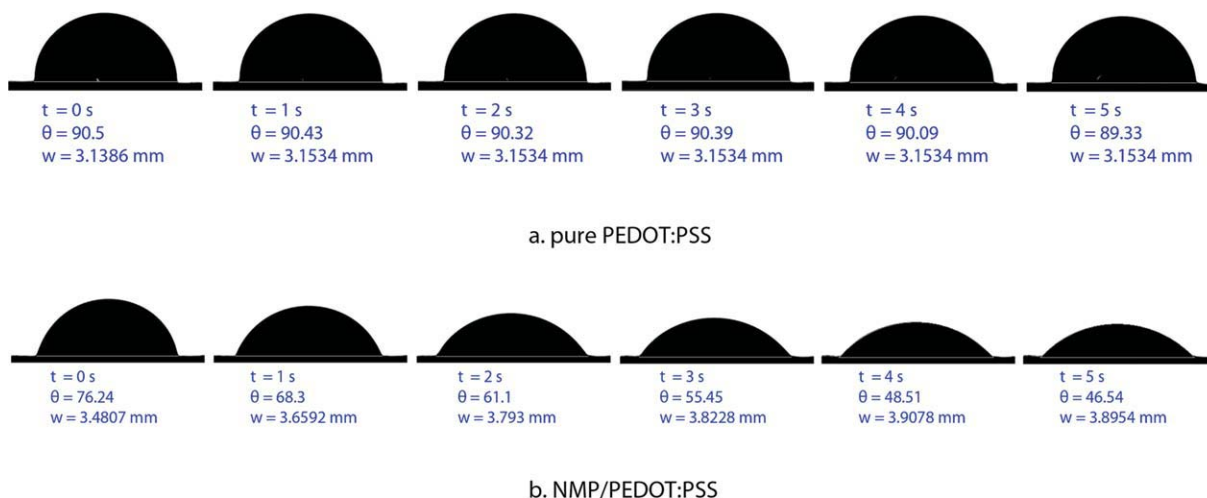 t = 0 s
θ = 90.5
w = 3.1386 mm
t = 1 s
θ = 90.43
w = 3.1534 mm
t = 2 s
θ = 90.32
w = 3.1534 mm
t = 3 s
θ = 90.39
w = 3.1534 mm
t = 4 s
θ = 90.09
w = 3.1534 mm
t = 5 s
θ = 89.33
w = 3.1534 mm
a. pure PEDOT:PSS
t = 0 s
θ = 76.24
w = 3.4807 mm
t = 1 s
θ = 68.3
w = 3.6592 mm
t = 2 s
θ = 61.1
w = 3.793 mm
t = 3 s
θ = 55.45
w = 3.8228 mm
t = 4 s
θ = 48.51
w = 3.9078 mm
t = 5 s
θ = 46.54
w = 3.8954 mm
b. NMP/PEDOT:PSS